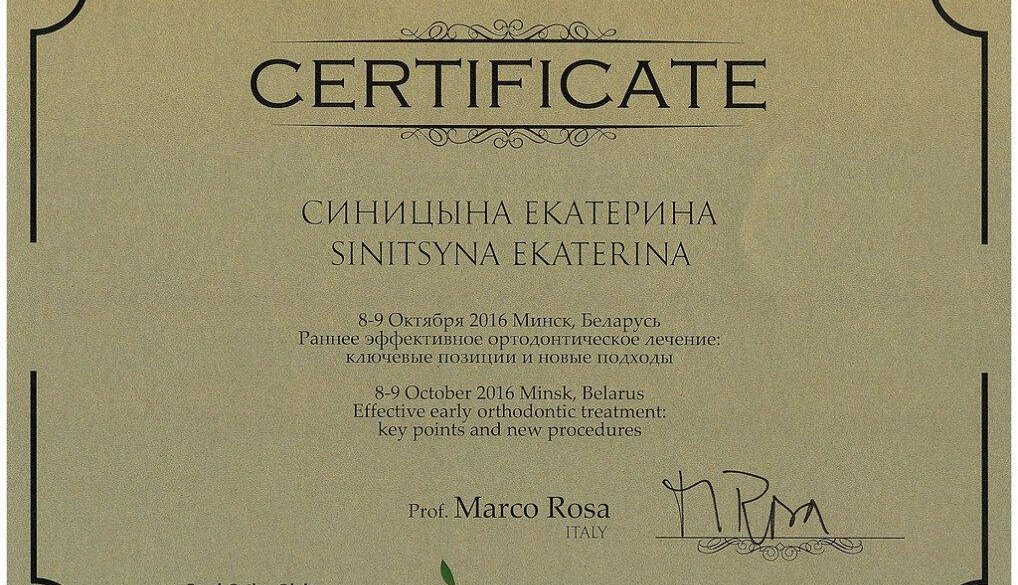 CERTIFICATE
СИНИЦЫНА ЕКАТЕРИНА
SINITSYNA EKATERINA
8-9 Октября 2016 Минск, Беларусь
Раннее эффективное ортодонтическое лечение:
ключевые позиции и новые подходы
8-9 October 2016 Minsk, Belarus
Effective early orthodontic treatment:
key points and new procedures
Prof. Marco Rosa
ITALY
M Rosa